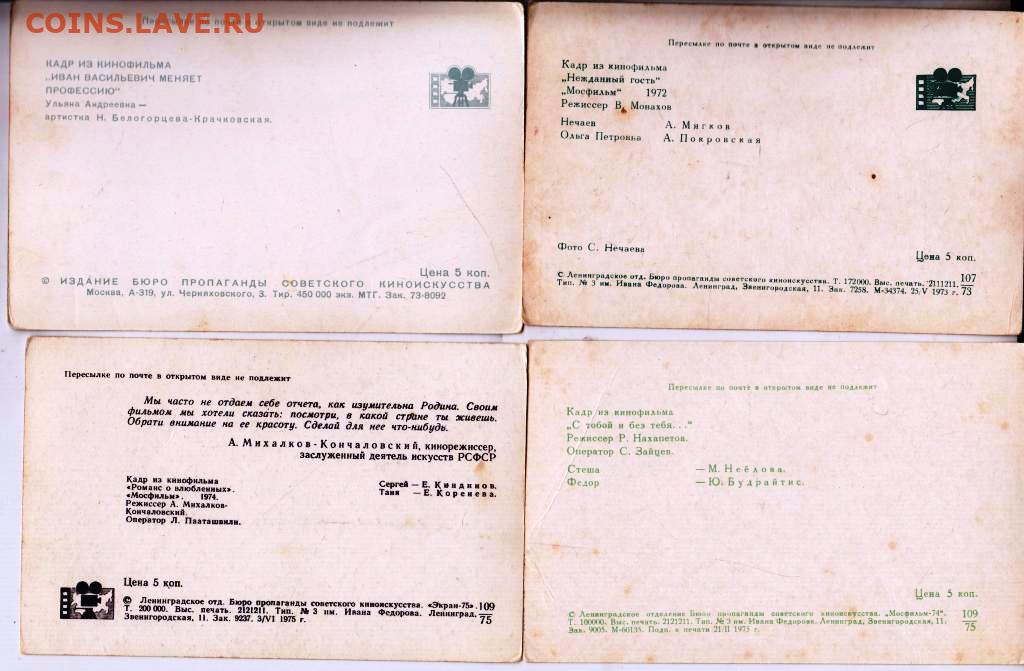 COINS.LAVE.RU
Пересылке по почте в открытом виде не подлежит
КАДР ИЗ КИНОФИЛЬМА
„ИВАН ВАСИЛЬЕВИЧ МЕНЯЕТ
ПРОФЕССИЮ"
Ульяна Андреевна —
артистка Н. Белогорцева-Крачковская.
Цена 5 коп.
© ИЗДАНИЕ БЮРО ПРОПАГАНДЫ СОВЕТСКОГО КИНОИСКУССТВА
Москва, А-319, ул. Черняховского, 3. Тир. 450 000 экз. МТГ. Зак. 73-8092
Пересылке по почте в открытом виде не подлежит
Кадр из кинофильма
„Нежданный гость"
„Мосфильм" 1972
Режиссер В. Монахов
Нечаев А. Мягков
Ольга Петровна А. Покровская
Фото С. Нечаева
Цена 5 коп.
© Ленинградское отд. Бюро пропаганды советского киноискусства. Т. 172000. Выс. печать. 2111211. 107
Тип. № 3 им. Ивана Федорова. Ленинград, Звенигородская, 11. Зак. 7258. М-34374. 25/V 1973 г. 73
Пересылке по почте в открытом виде не подлежит
Мы часто не отдаем себе отчета, как изумительна Родина. Своим
фильмом мы хотели сказать: посмотри, в какой стране ты живешь.
Обрати внимание на ее красоту. Сделай для нее что-нибудь.
А. Михалков-Кончаловский, кинорежиссер,
заслуженный деятель искусств РСФСР
Кадр из кинофильма
«Романс о влюбленных».
«Мосфильм». 1974.
Режиссер А. Михалков-
Кончаловский.
Оператор Л. Пааташвили.
Сергей — Е. Киндинов.
Таня — Е. Коренева.
Цена 5 коп.
© Ленинградское отд. Бюро пропаганды советского киноискусства. «Экран-75». 109
Т. 200 000. Выс. печать. 2121211. Тип. № 3 им. Ивана Федорова. Ленинград.
Звенигородская, 11. Зак. 9237. 3/VI 1975 г. 75
Пересылке по почте в открытом виде не подлежит
Кадр из кинофильма
„С тобой и без тебя..."
Режиссер Р. Нахапетов.
Оператор С. Зайцев.
Стеша — М. Неёлова.
Федор — Ю. Будрайтис.
Цена 5 коп.
© Ленинградское отделение Бюро пропаганды советского киноискусства. „Мосфильм-74". 109
Т. 100000. Выс. печать. 2121211. Тип. № 3 им. Ивана Федорова. Ленинград, Звенигородская, 11.
Зак. 9005. М-60135. Подп. к печати 21/II 1975 г. 75